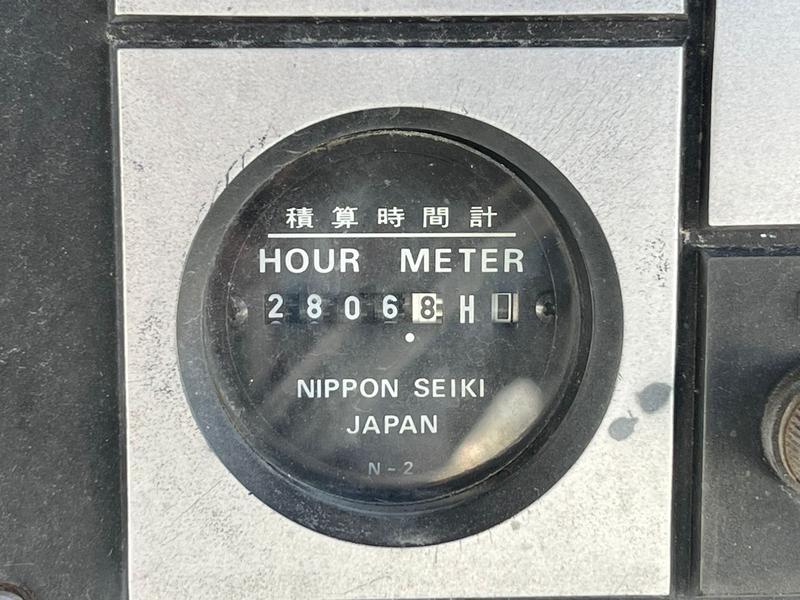 積算時間計
HOUR METER
28068H
NIPPON SEIKI
JAPAN
N-2